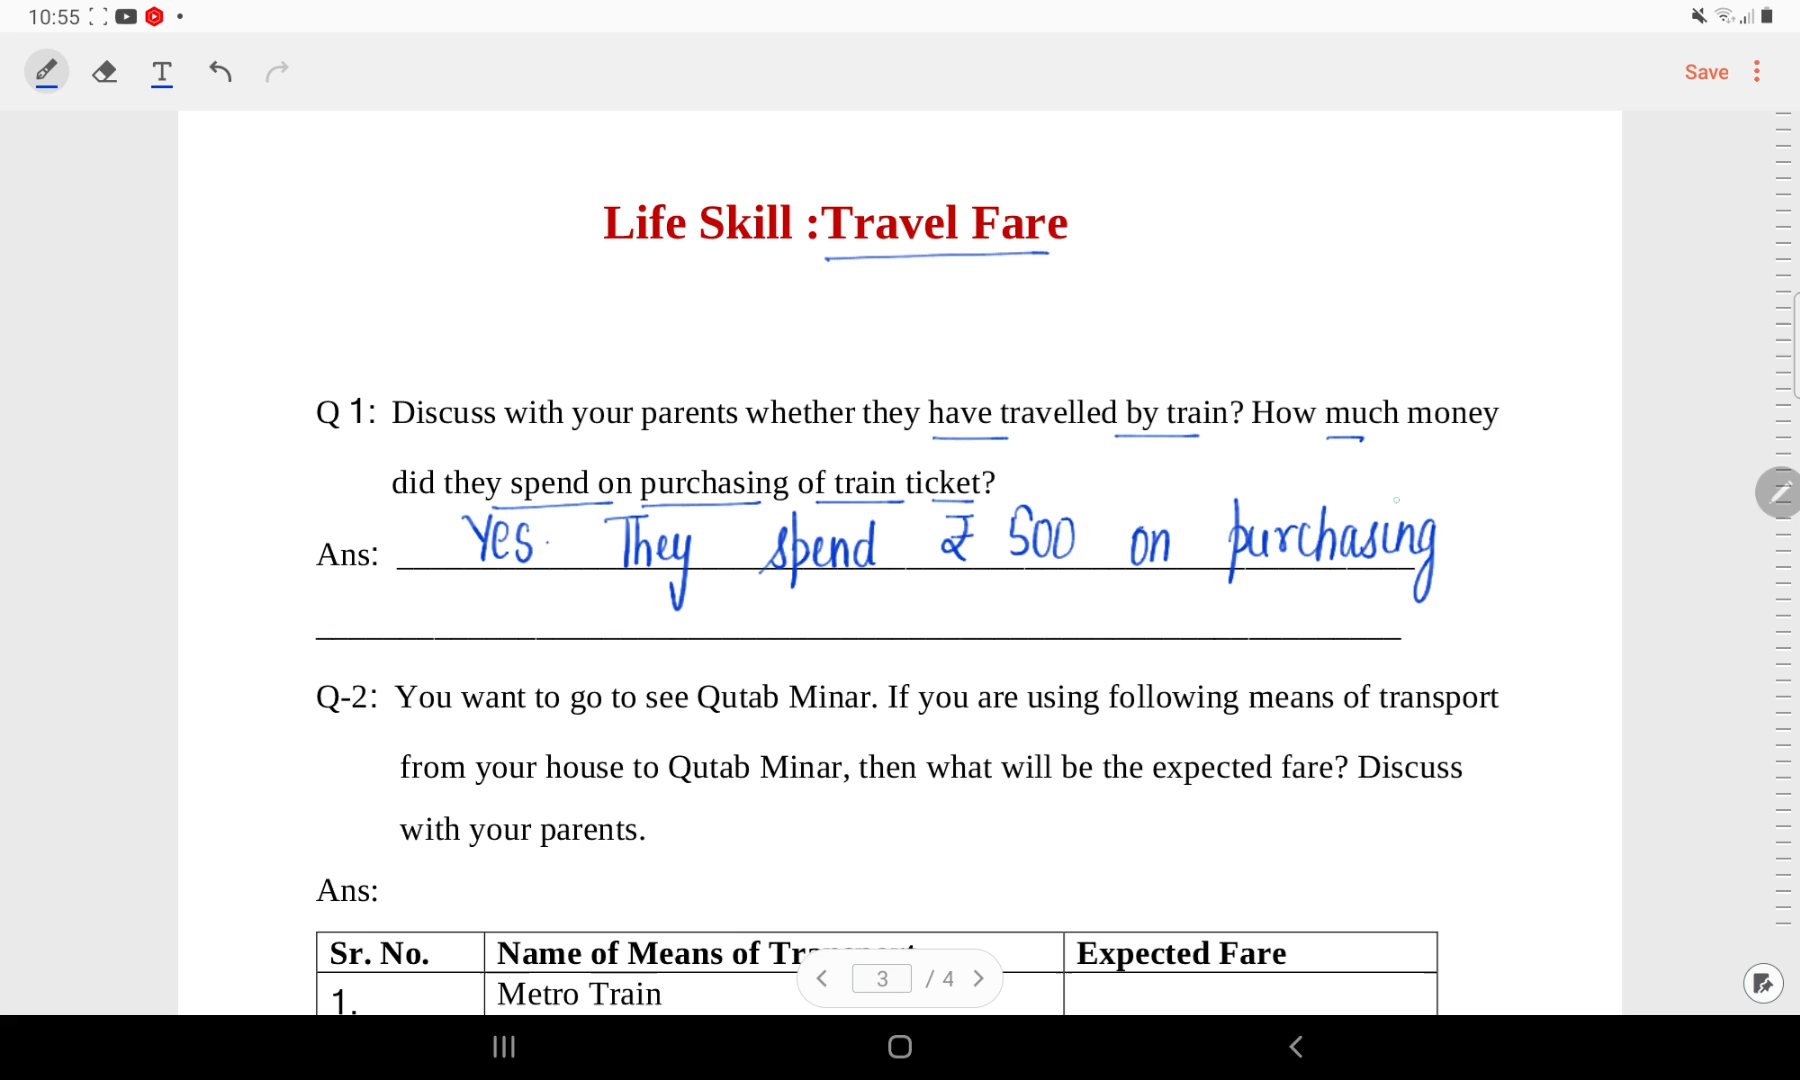 10:55
T
Save
Life Skill :Travel Fare
Q 1: Discuss with your parents whether they have travelled by train? How much money
did they spend on purchasing of train ticket?
Ans: Yes. They spend ₹ 500 on purchasing
Q-2: You want to go to see Qutab Minar. If you are using following means of transport
from your house to Qutab Minar, then what will be the expected fare? Discuss
with your parents.
Ans:
Sr. No. Name of Means of Transport Expected Fare
1. Metro Train
3 / 4